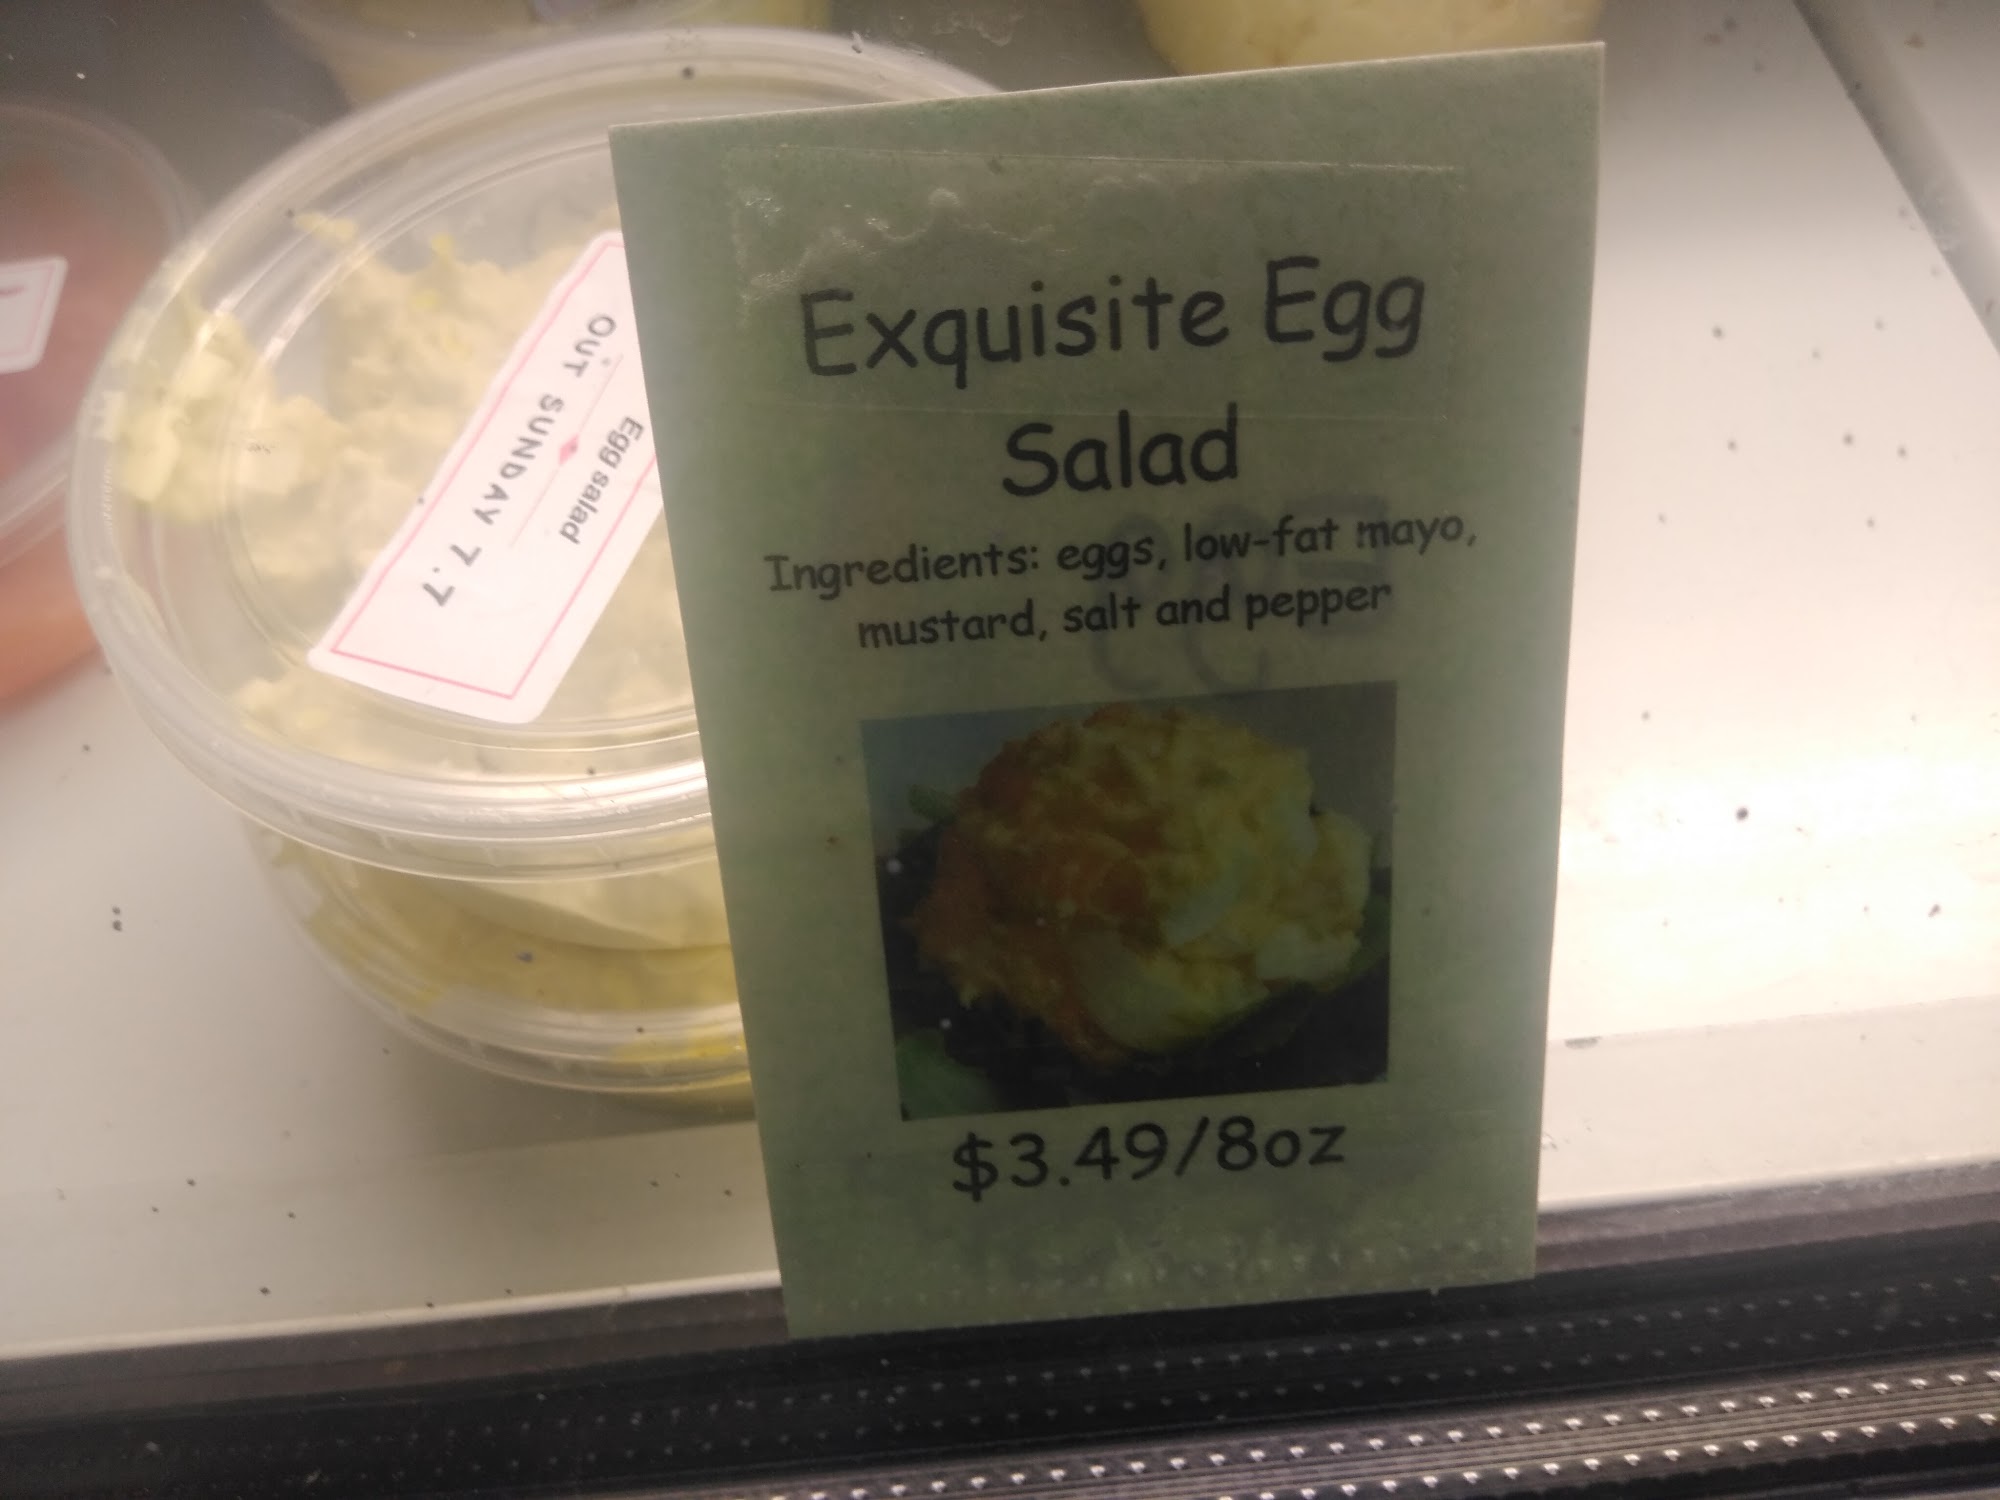 Exquisite Egg
Salad
Ingredients: eggs, low-fat mayo,
mustard, salt and pepper
$3.49/8oz
Egg salad
OUT SUNDAY 7.7